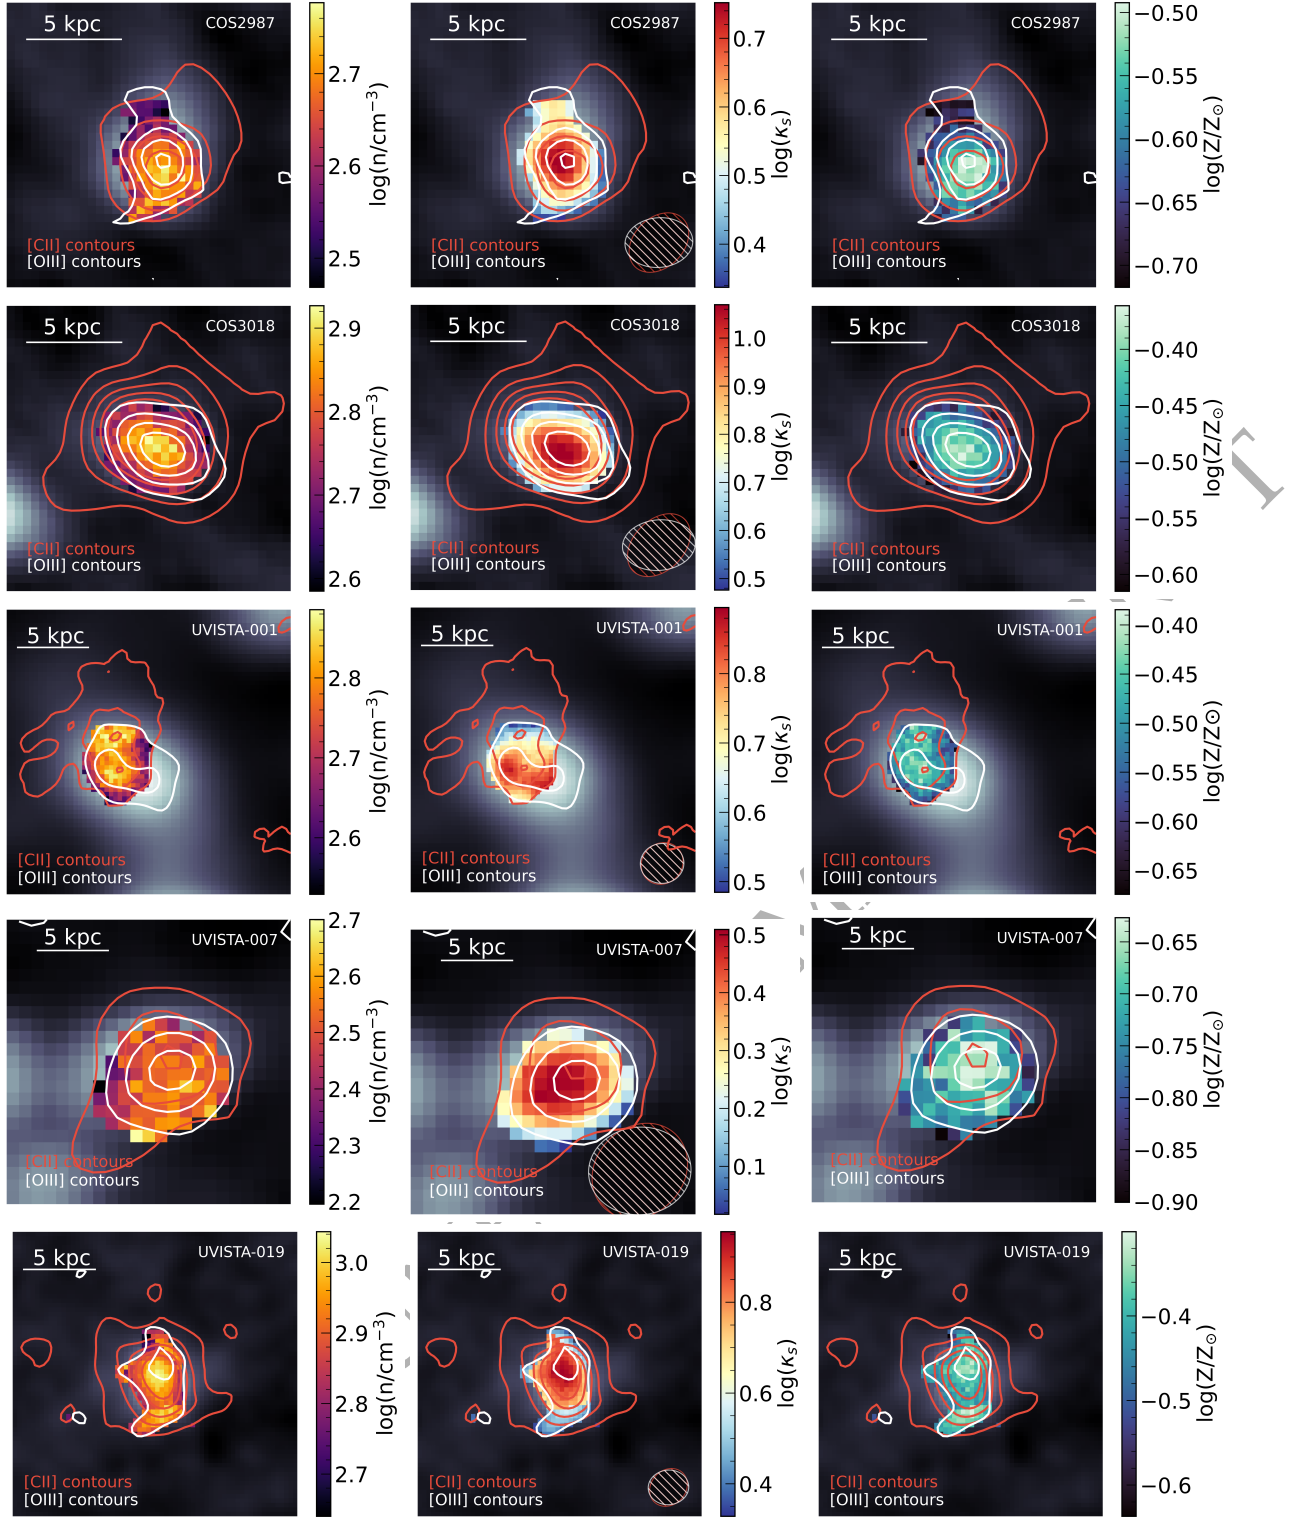 5 kpc COS2987
[CII] contours
[OIII] contours
2.7
2.6
2.5
log(n/cm⁻³)
5 kpc COS2987
[CII] contours
[OIII] contours
0.7
0.6
0.5
0.4
log(κₛ)
5 kpc COS2987
[CII] contours
[OIII] contours
−0.50
−0.55
−0.60
−0.65
−0.70
log(Z/Z⊙)
5 kpc COS3018
[CII] contours
[OIII] contours
2.9
2.8
2.7
2.6
log(n/cm⁻³)
5 kpc COS3018
[CII] contours
[OIII] contours
1.0
0.9
0.8
0.7
0.6
0.5
log(κₛ)
5 kpc COS3018
[CII] contours
[OIII] contours
−0.40
−0.45
−0.50
−0.55
−0.60
log(Z/Z⊙)
5 kpc UVISTA-001
[CII] contours
[OIII] contours
2.8
2.7
2.6
log(n/cm⁻³)
5 kpc UVISTA-001
[CII] contours
[OIII] contours
0.8
0.7
0.6
0.5
log(κₛ)
5 kpc UVISTA-001
[CII] contours
[OIII] contours
−0.40
−0.45
−0.50
−0.55
−0.60
−0.65
log(Z/Z⊙)
5 kpc UVISTA-007
[CII] contours
[OIII] contours
2.7
2.6
2.5
2.4
2.3
2.2
log(n/cm⁻³)
5 kpc UVISTA-007
[CII] contours
[OIII] contours
0.5
0.4
0.3
0.2
0.1
log(κₛ)
5 kpc UVISTA-007
[CII] contours
[OIII] contours
−0.65
−0.70
−0.75
−0.80
−0.85
−0.90
log(Z/Z⊙)
5 kpc UVISTA-019
[CII] contours
[OIII] contours
3.0
2.9
2.8
2.7
log(n/cm⁻³)
5 kpc UVISTA-019
[CII] contours
[OIII] contours
0.8
0.6
0.4
log(κₛ)
5 kpc UVISTA-019
[CII] contours
[OIII] contours
−0.4
−0.5
−0.6
log(Z/Z⊙)